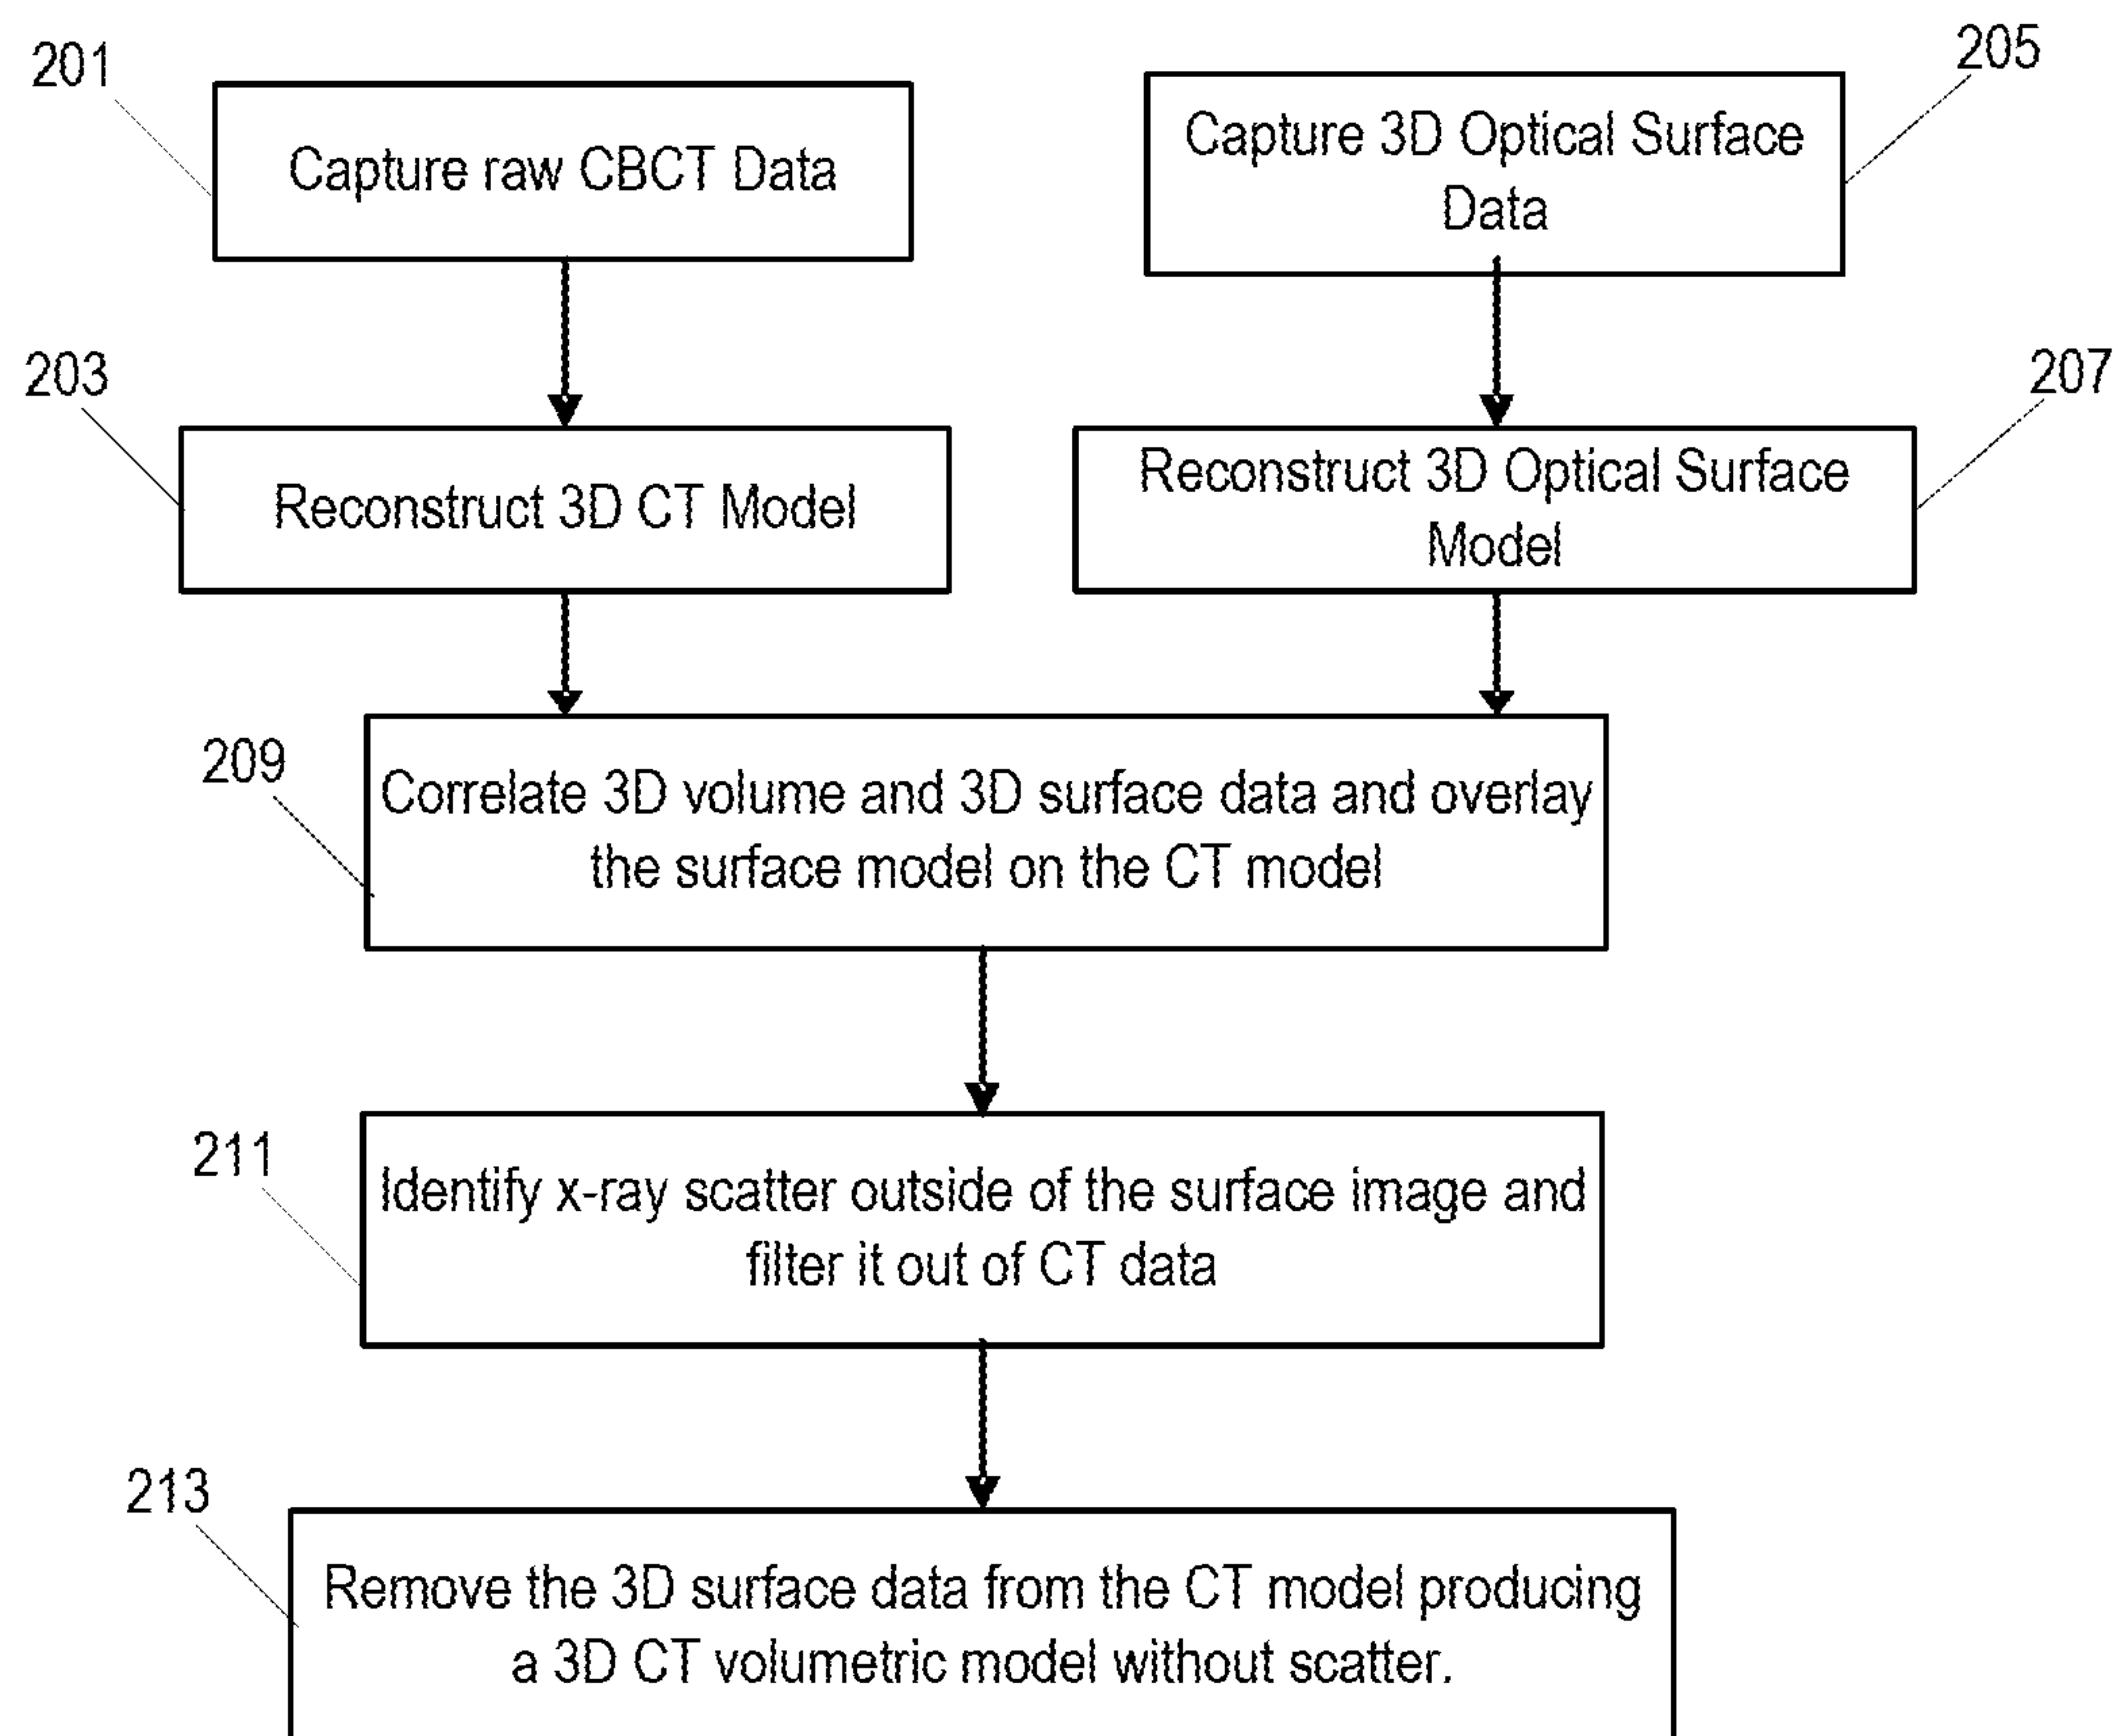 201
Capture raw CBCT Data
205
Capture 3D Optical Surface
Data
203
Reconstruct 3D CT Model
207
Reconstruct 3D Optical Surface
Model
209
Correlate 3D volume and 3D surface data and overlay
the surface model on the CT model
211
Identify x-ray scatter outside of the surface image and
filter it out of CT data
213
Remove the 3D surface data from the CT model producing
a 3D CT volumetric model without scatter.